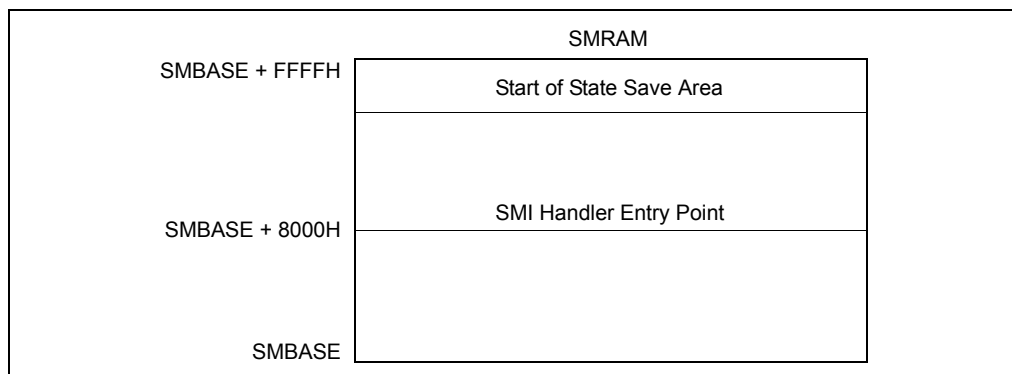 SMRAM
SMBASE + FFFFH
Start of State Save Area
SMI Handler Entry Point
SMBASE + 8000H
SMBASE